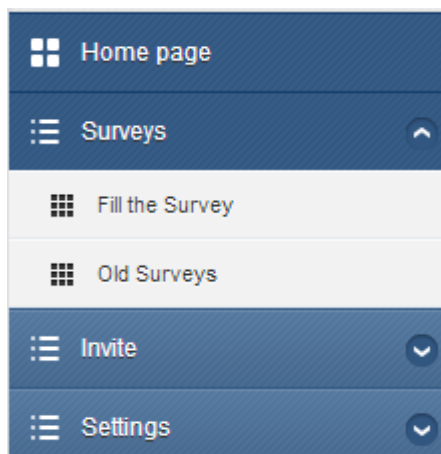 Home page
Surveys
Fill the Survey
Old Surveys
Invite
Settings